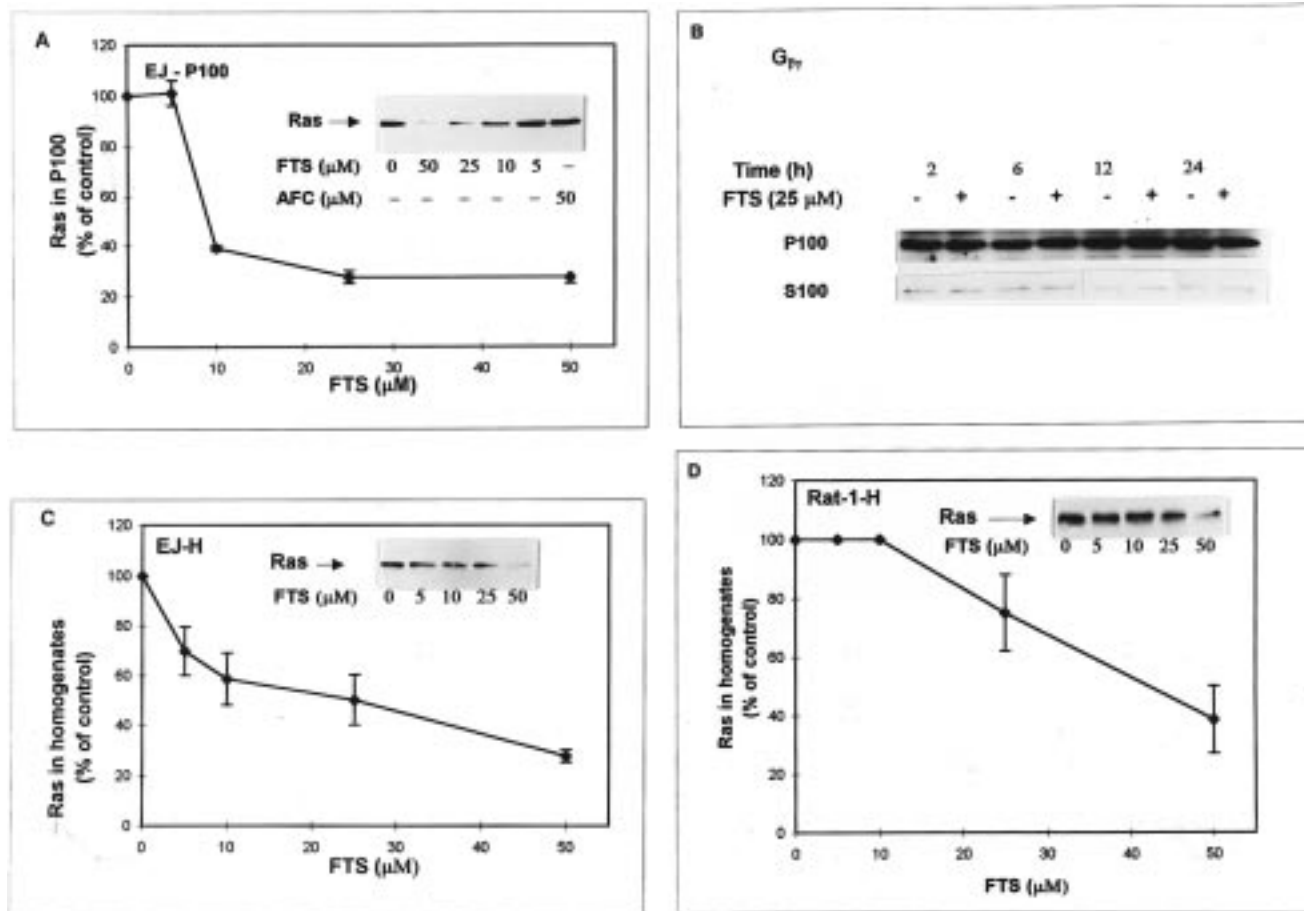 A
EJ - P100
Ras in P100
(% of control)
120
100
80
60
40
20
0
0 10 20 30 40 50
FTS (μM)
Ras
FTS (μM) 0 50 25 10 5 –
AFC (μM) – – – – – 50
B
Gβγ
Time (h) 2 6 12 24
FTS (25 μM) - + - + - + - +
P100
S100
C
EJ-H
Ras in homogenates
(% of control)
120
100
80
60
40
20
0
0 10 20 30 40 50
FTS (μM)
Ras
FTS (μM) 0 5 10 25 50
D
Rat-1-H
Ras in homogenates
(% of control)
120
100
80
60
40
20
0
0 10 20 30 40 50
FTS (μM)
Ras
FTS (μM) 0 5 10 25 50